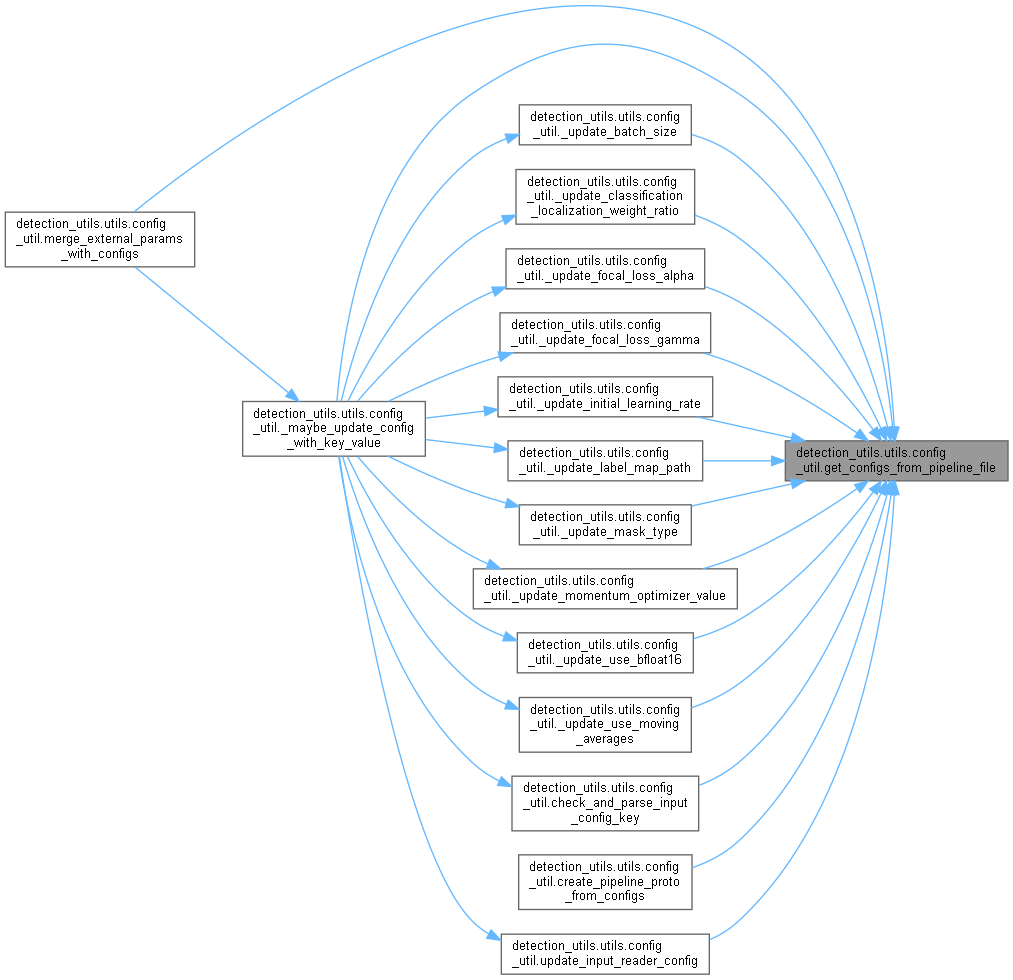 detection_utils.utils.config
_util._update_batch_size
detection_utils.utils.config
_util._update_classification
_localization_weight_ratio
detection_utils.utils.config
_util.merge_external_params
_with_configs
detection_utils.utils.config
_util._update_focal_loss_alpha
detection_utils.utils.config
_util._update_focal_loss_gamma
detection_utils.utils.config
_util._update_initial_learning_rate
detection_utils.utils.config
_util._maybe_update_config
_with_key_value
detection_utils.utils.config
_util._update_label_map_path
detection_utils.utils.config
_util.get_configs_from_pipeline_file
detection_utils.utils.config
_util._update_mask_type
detection_utils.utils.config
_util._update_momentum_optimizer_value
detection_utils.utils.config
_util._update_use_bfloat16
detection_utils.utils.config
_util._update_use_moving
_averages
detection_utils.utils.config
_util.check_and_parse_input
_config_key
detection_utils.utils.config
_util.create_pipeline_proto
_from_configs
detection_utils.utils.config
_util.update_input_reader_config